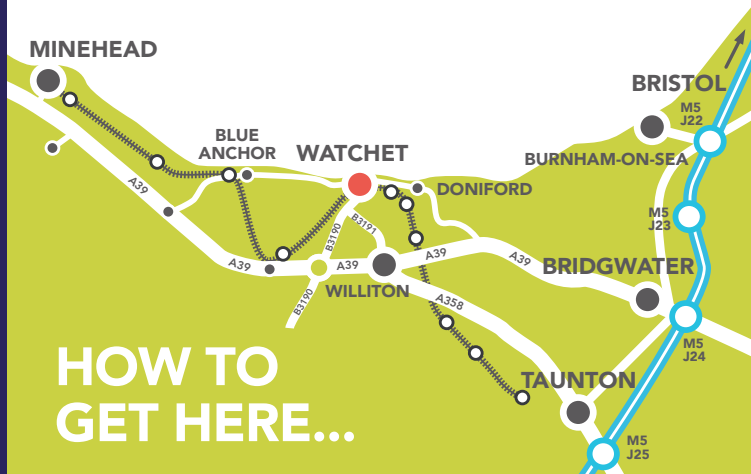 MINEHEAD
BRISTOL
M5
J22
BLUE
ANCHOR
WATCHET
BURNHAM-ON-SEA
DONIFORD
A39
B3190
B3191
M5
J23
A39
A39
A39
A39
BRIDGWATER
WILLITON
B3190
A358
M5
J24
HOW TO
GET HERE...
TAUNTON
M5
J25